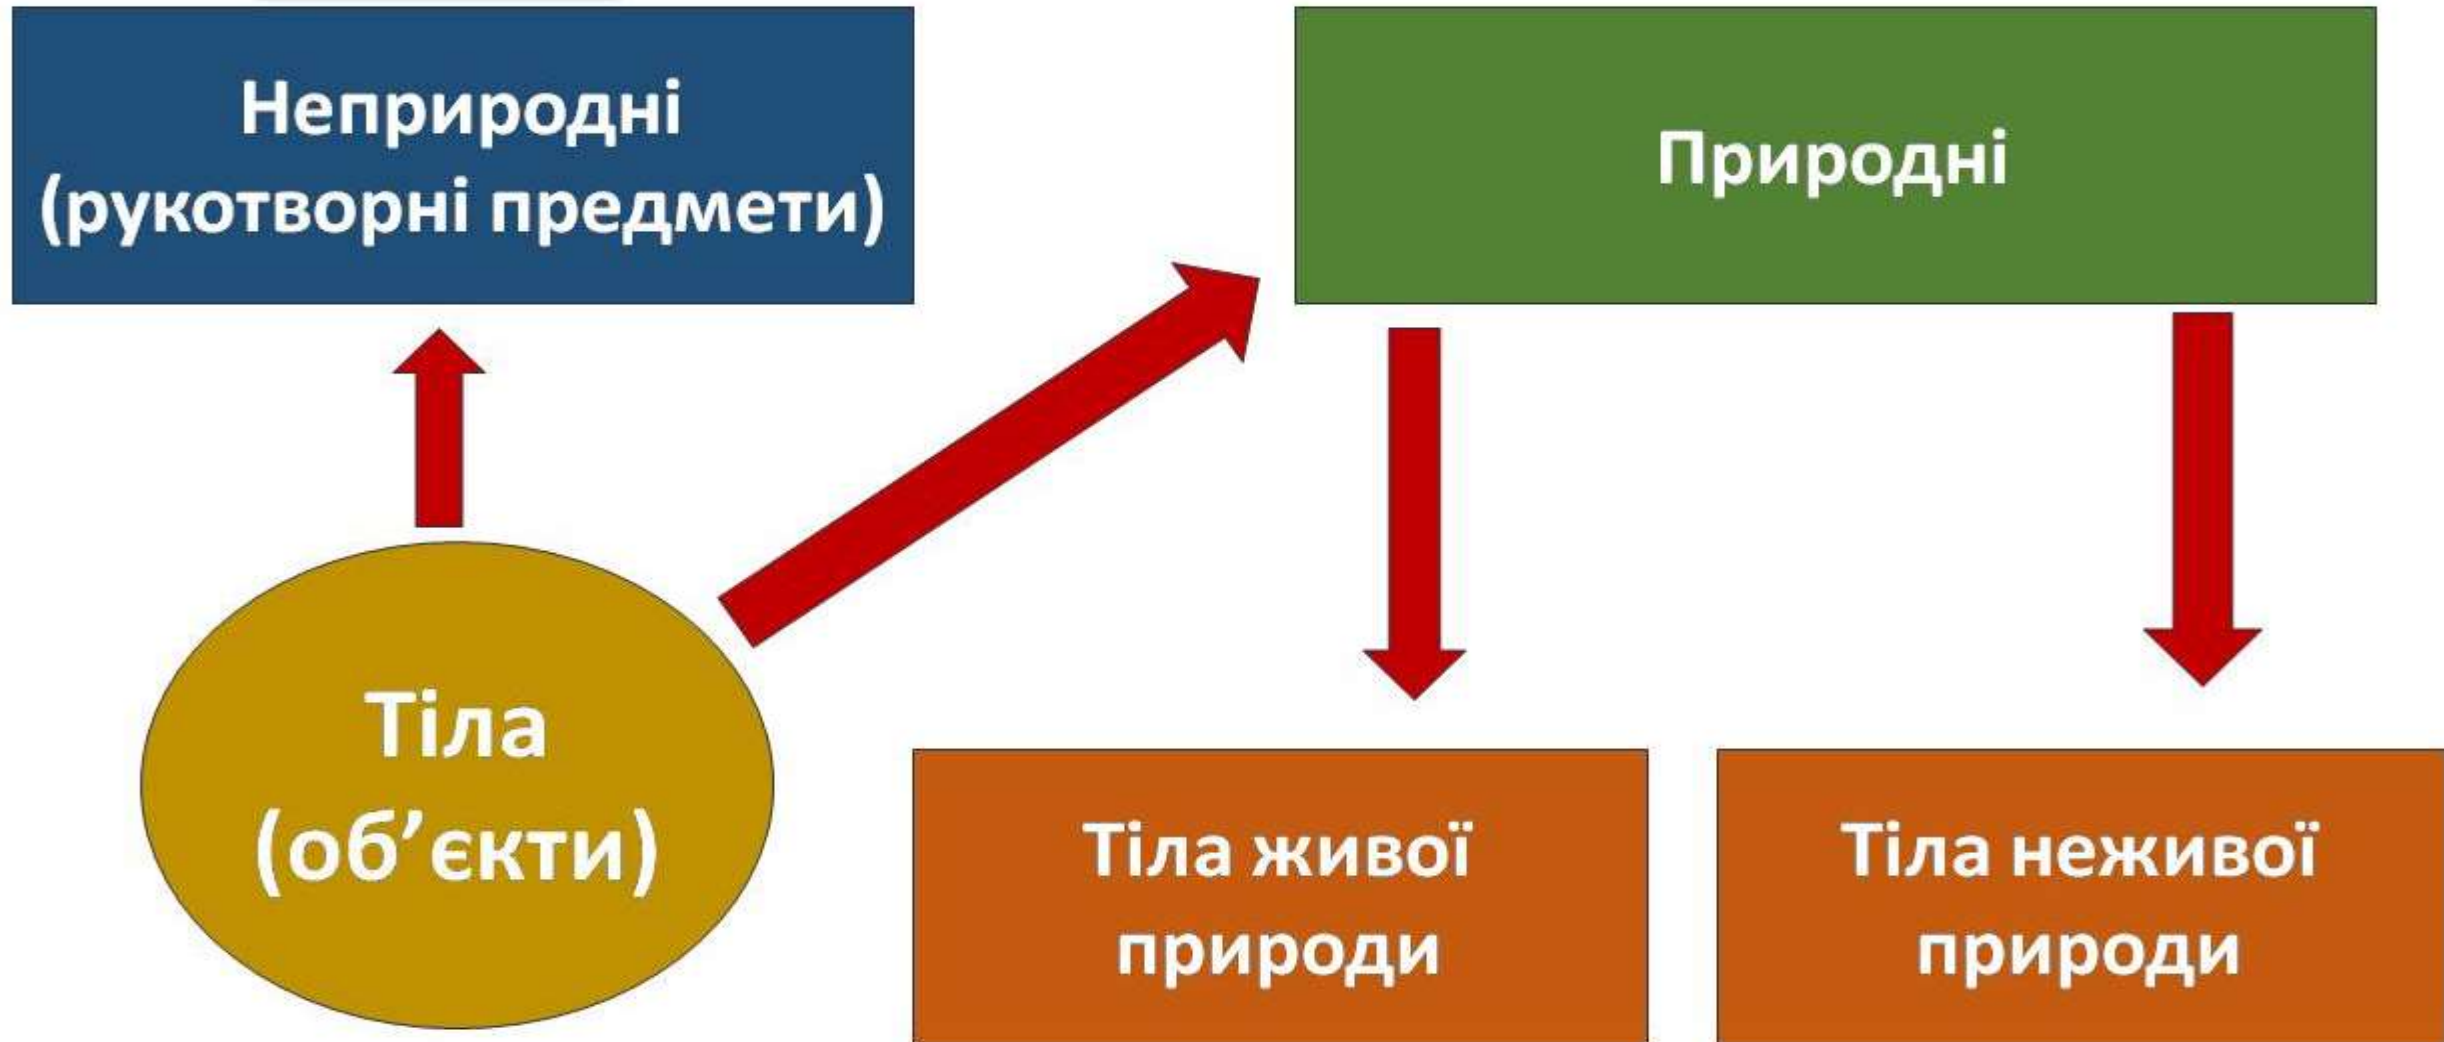 Неприродні
(рукотворні предмети)
Природні
Тіла
(об’єкти)
Тіла живої
природи
Тіла неживої
природи